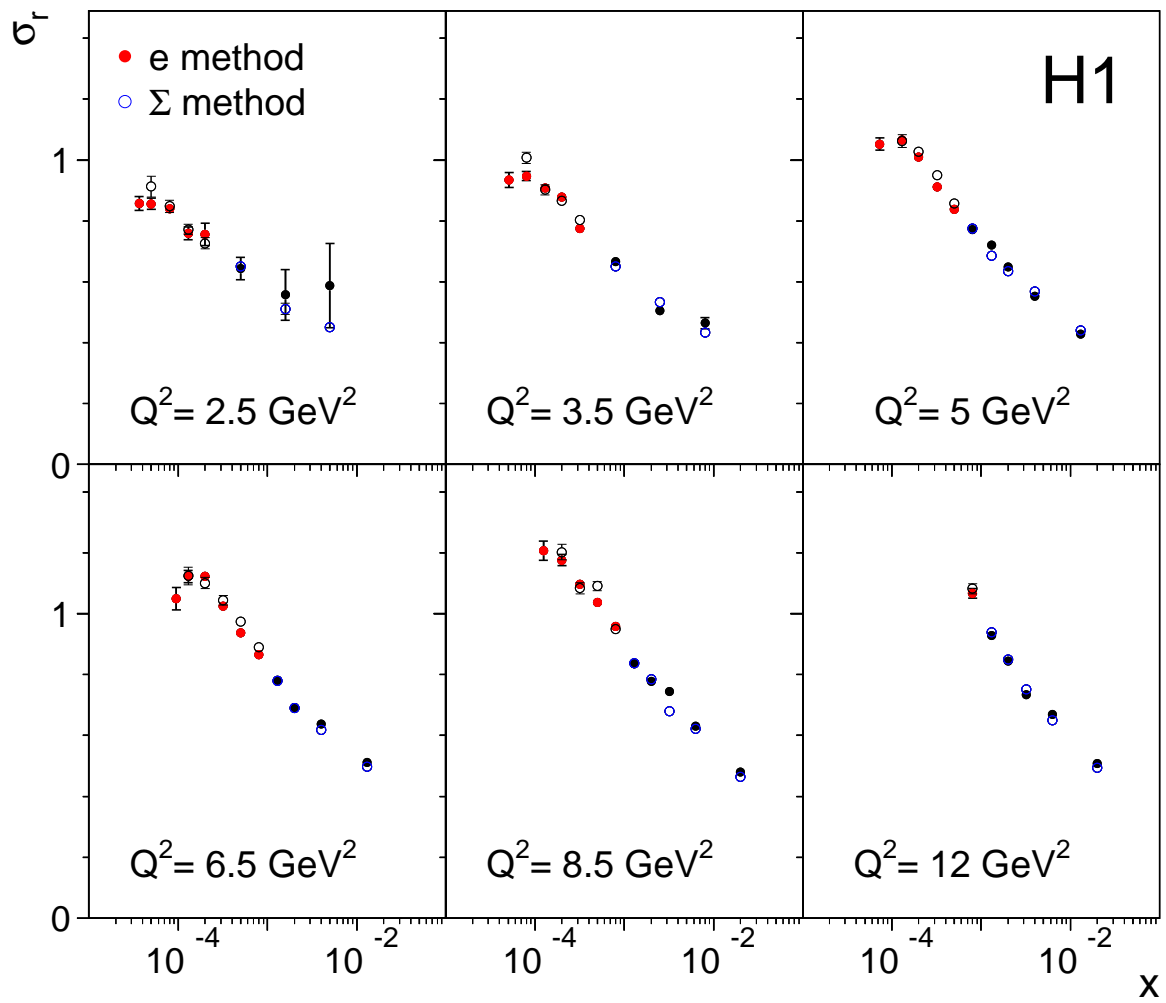 σr
e method
Σ method
H1
1
0
Q²= 2.5 GeV²
Q²= 3.5 GeV²
Q²= 5 GeV²
1
0
Q²= 6.5 GeV²
Q²= 8.5 GeV²
Q²= 12 GeV²
10⁻⁴ 10⁻² 10⁻⁴ 10⁻² 10⁻⁴ 10⁻²
x